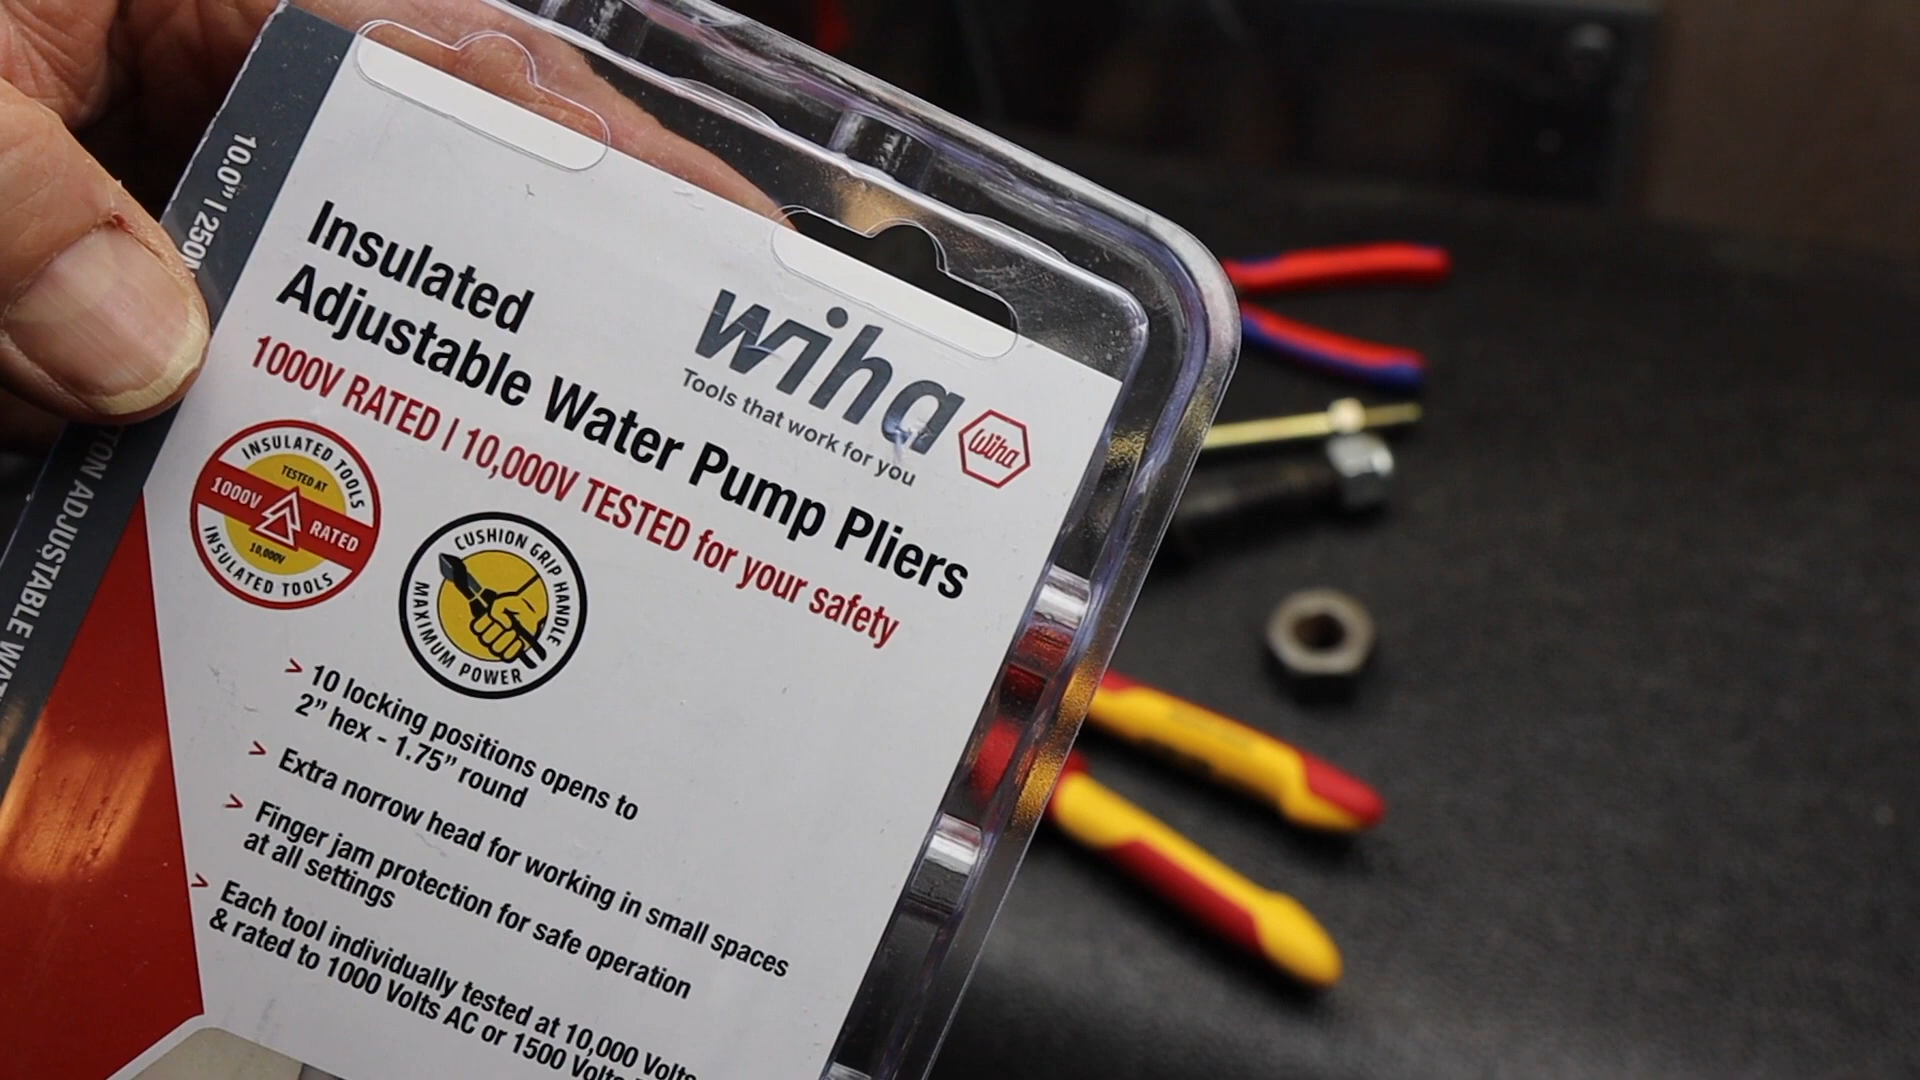 10.0" | 250
Insulated
Adjustable Water Pump Pliers
wiha
Tools that work for you
Wiha
1000V RATED | 10,000V TESTED for your safety
INSULATED TOOLS
TESTED AT
1000V RATED
10,000V
INSULATED TOOLS
CUSHION GRIP HANDLE
MAXIMUM POWER
> 10 locking positions opens to
2" hex - 1.75" round
> Extra norrow head for working in small spaces
> Finger jam protection for safe operation
at all settings
> Each tool individually tested at 10,000 Volts
& rated to 1000 Volts AC or 1500 Volts
ADJUSTABLE